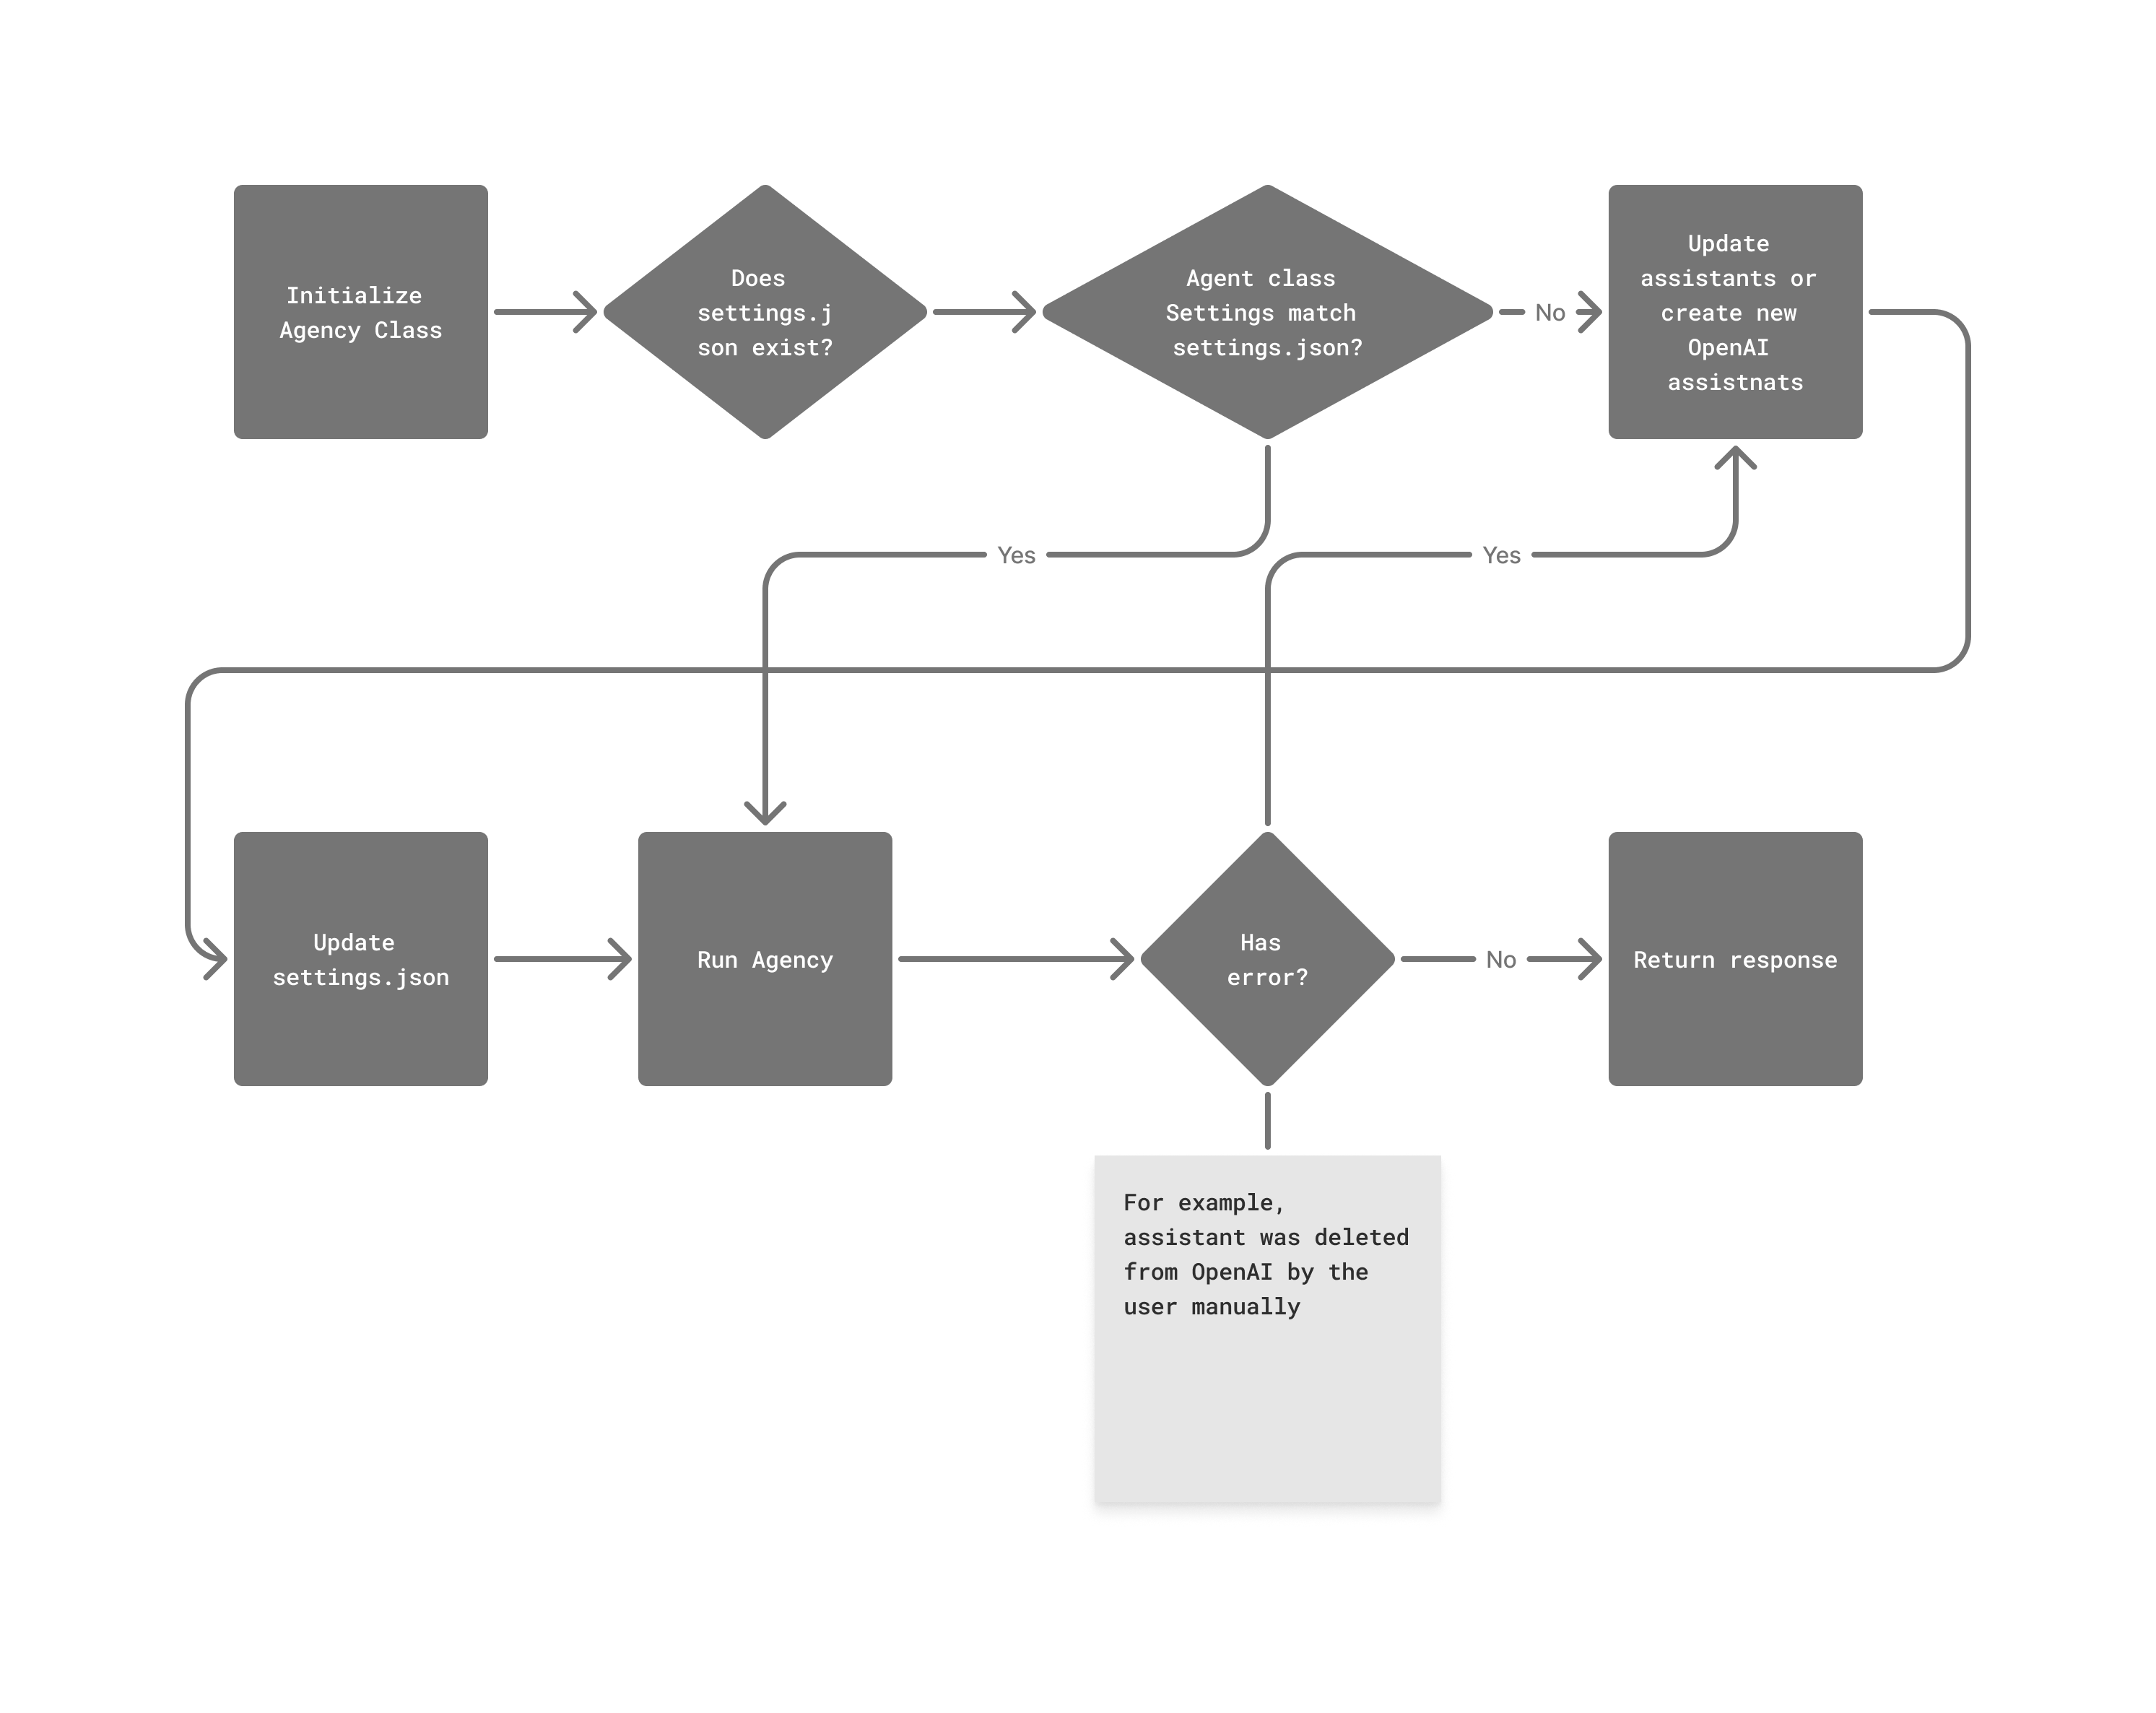 Initialize
Agency Class
Does
settings.j
son exist?
Agent class
Settings match
settings.json?
No
Update
assistants or
create new
OpenAI
assistnats
Yes
Yes
Update
settings.json
Run Agency
Has
error?
No
Return response
For example,
assistant was deleted
from OpenAI by the
user manually